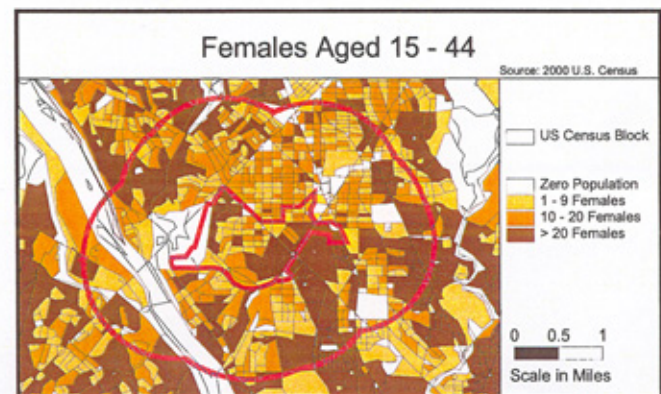 Females Aged 15 - 44
Source: 2000 U.S. Census
US Census Block
Zero Population
1 - 9 Females
10 - 20 Females
> 20 Females
0 0.5 1
Scale in Miles